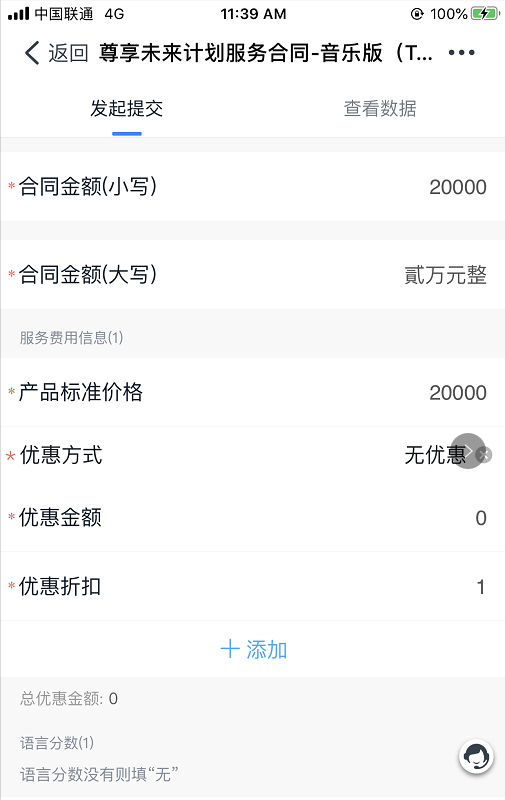 中国联通 4G 11:39 AM 100%
返回 尊享未来计划服务合同-音乐版（T...
发起提交 查看数据
*合同金额(小写) 20000
*合同金额(大写) 贰万元整
服务费用信息(1)
*产品标准价格 20000
*优惠方式 无优惠
*优惠金额 0
*优惠折扣 1
+ 添加
总优惠金额: 0
语言分数(1)
语言分数没有则填“无”